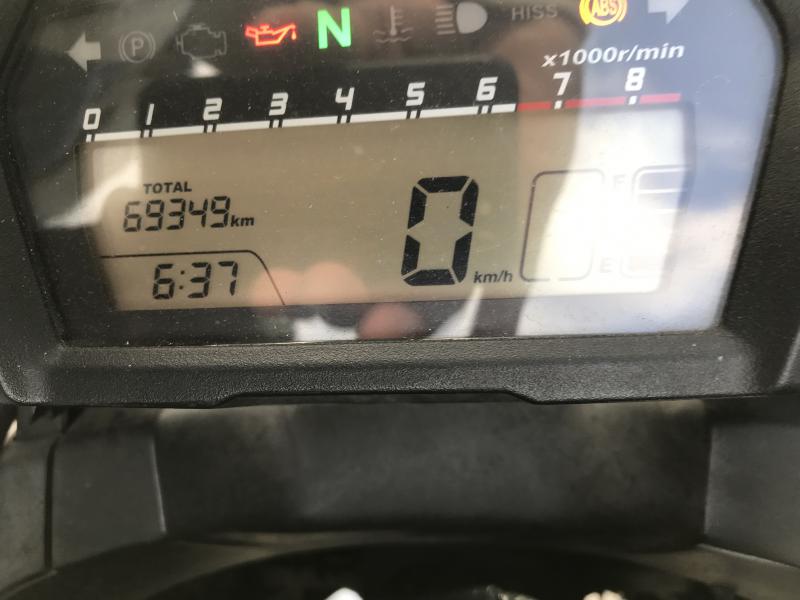 P N HISS ABS
x1000r/min
0 1 2 3 4 5 6 7 8
TOTAL
69349km
6:37
0 km/h
F
E